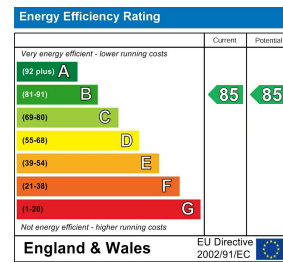 Energy Efficiency Rating
Current Potential
Very energy efficient - lower running costs
(92 plus) A
(81-91) B 85 85
(69-80) C
(55-68) D
(39-54) E
(21-38) F
(1-20) G
Not energy efficient - higher running costs
England & Wales
EU Directive
2002/91/EC